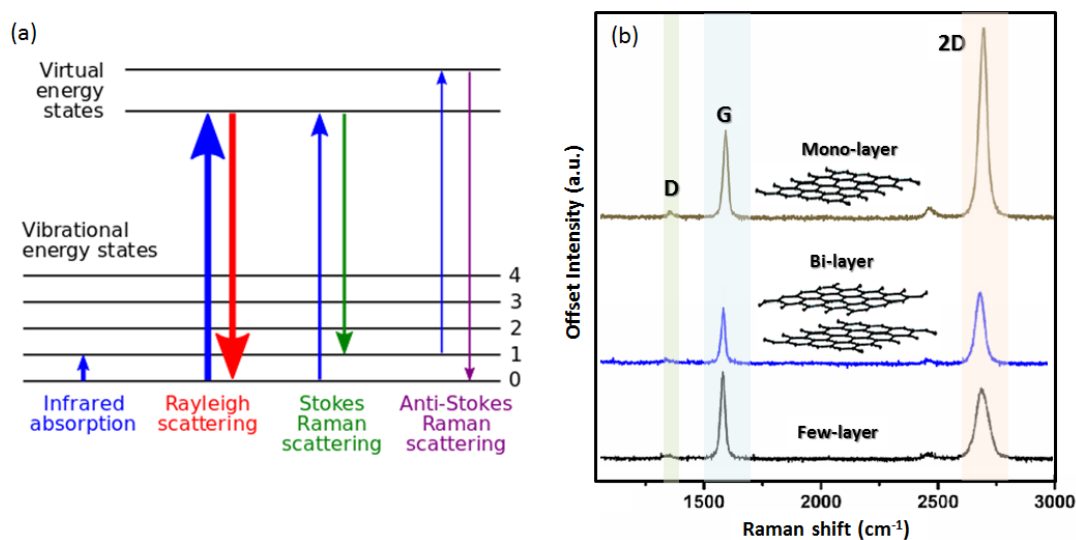 (a)
Virtual
energy
states
Vibrational
energy states
4
3
2
1
0
Infrared
absorption
Rayleigh
scattering
Stokes
Raman
scattering
Anti-Stokes
Raman
scattering
(b)
2D
G
D
Mono-layer
Bi-layer
Few-layer
Offset Intensity (a.u.)
1500 2000 2500 3000
Raman shift (cm⁻¹)